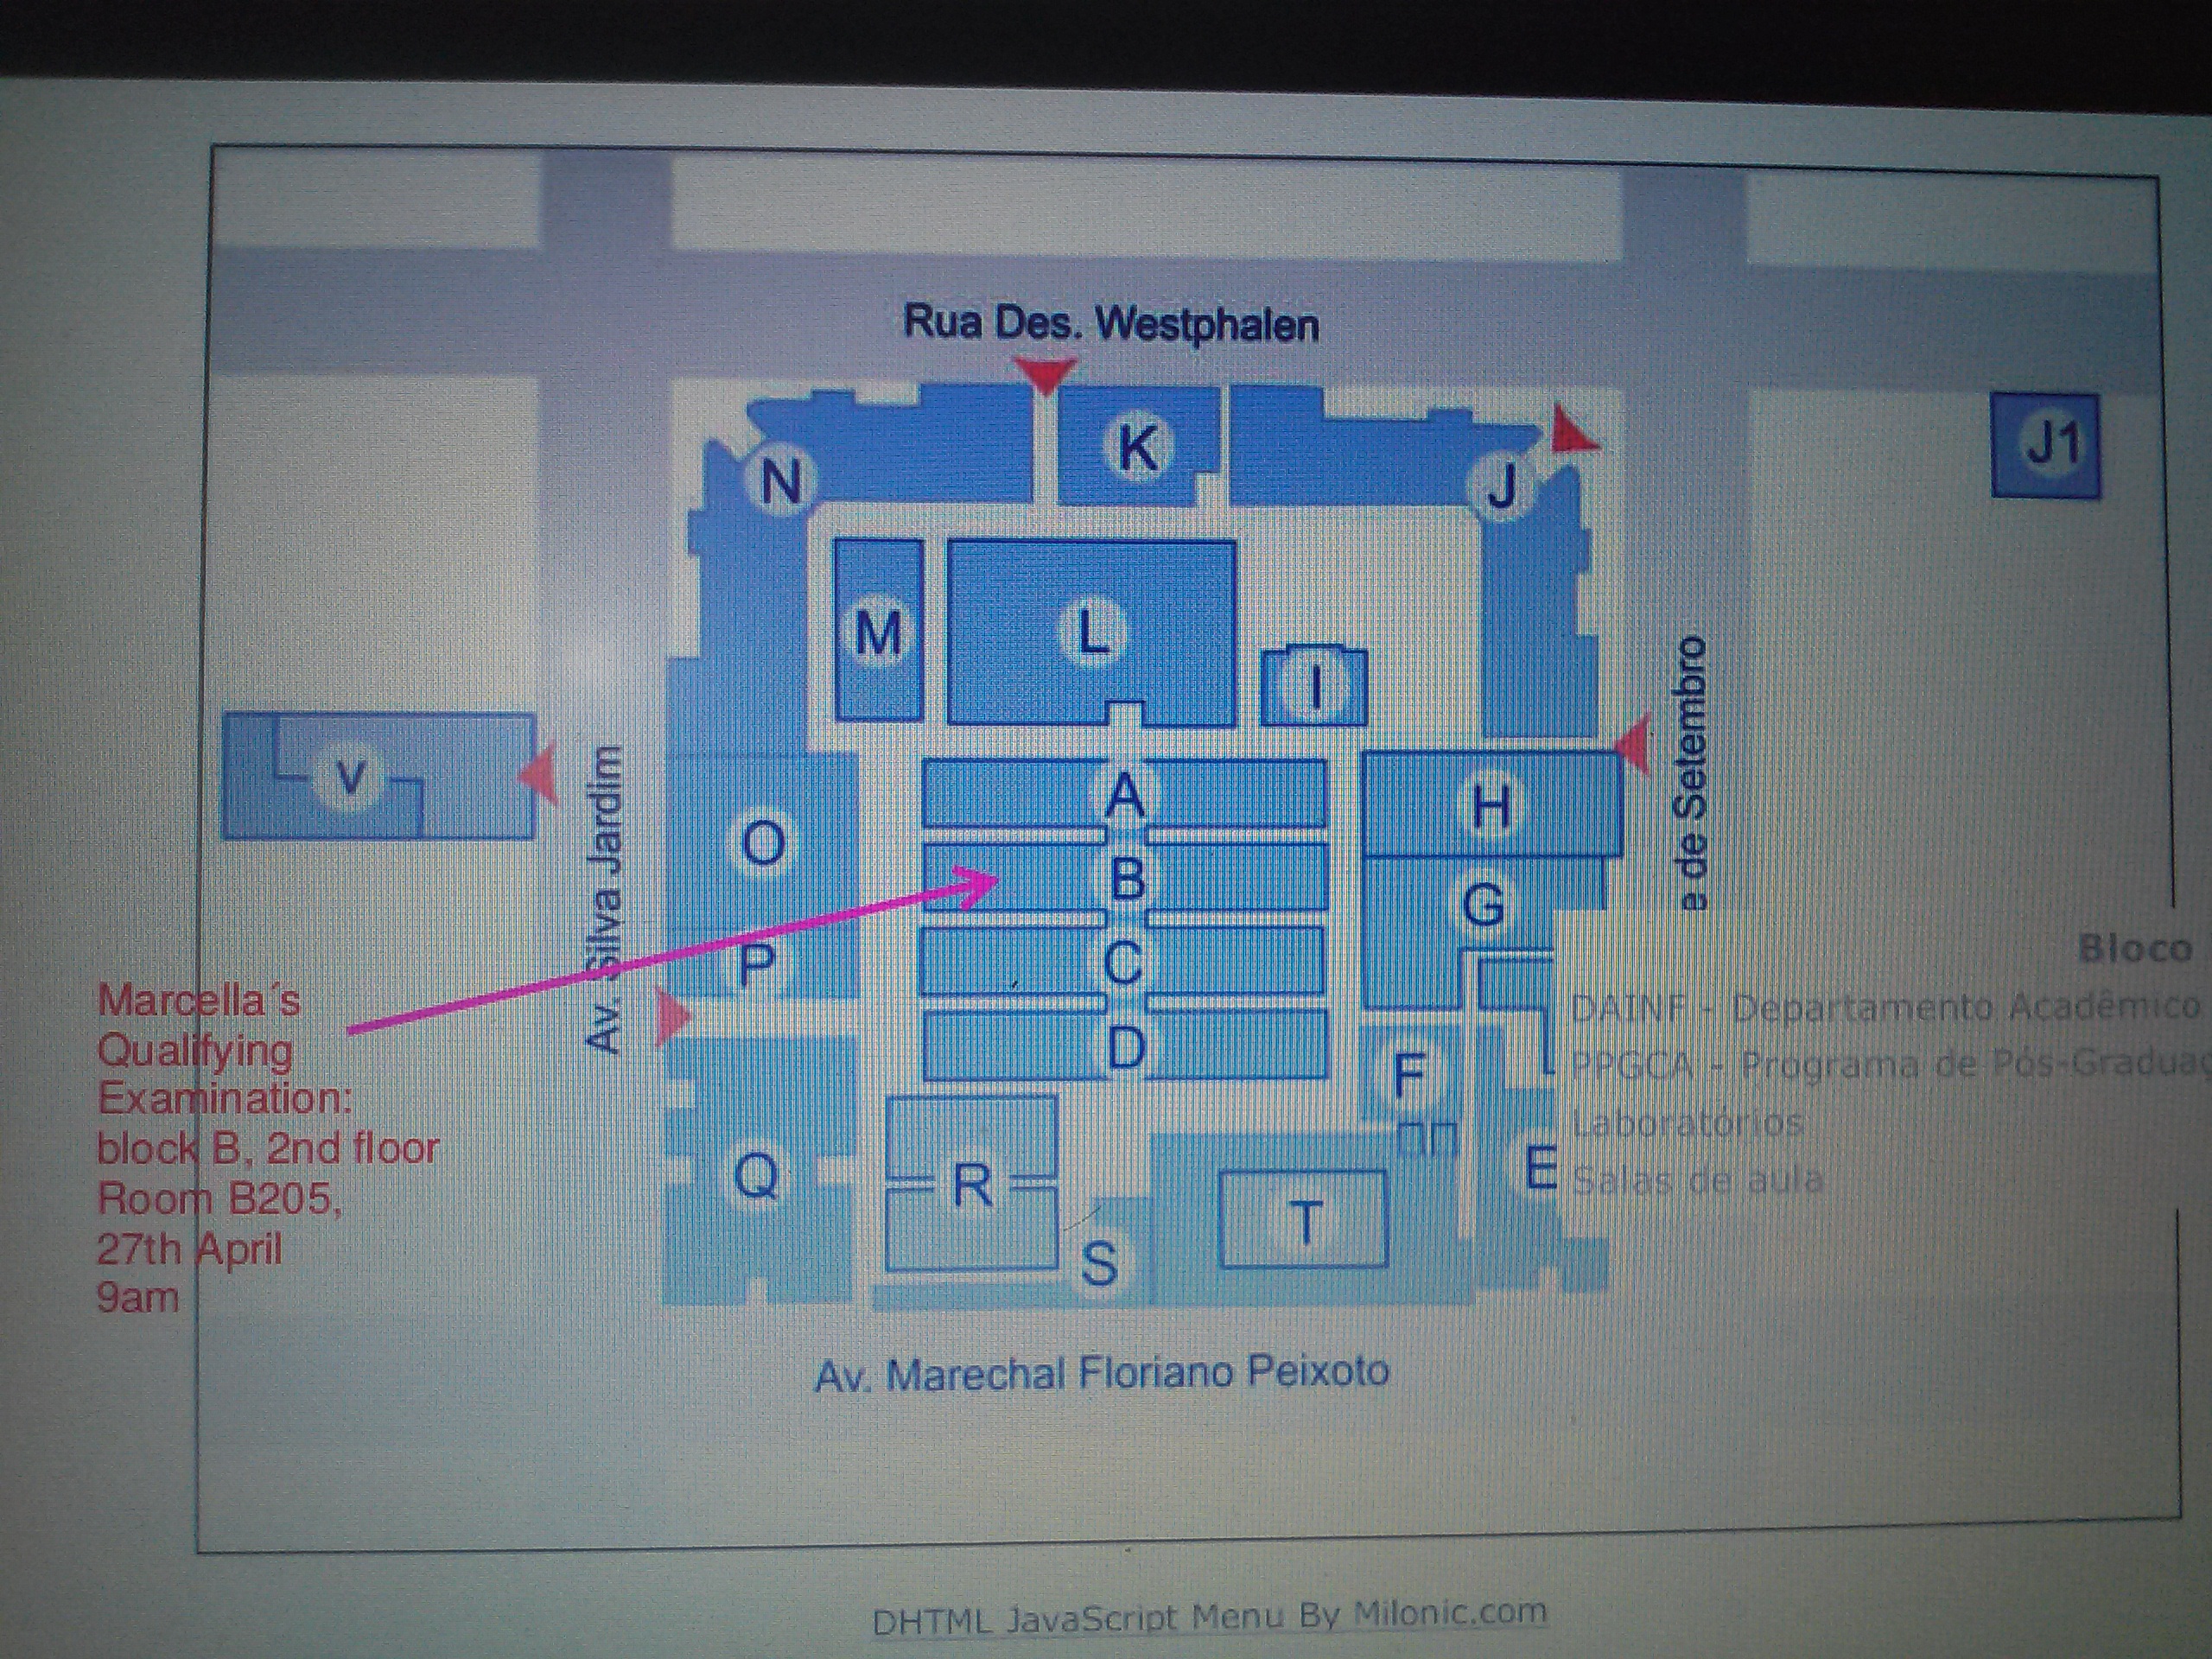 Rua Des. Westphalen
N
K
J
J1
M
L
I
V
Av. Silva Jardim
e de Setembro
O
A
H
B
G
P
C
D
F
Q
R
S
T
E
Bloco
DAINF - Departamento Acadêmico
PPGCA - Programa de Pós-Graduaç
Laboratórios
Salas de aula
Marcella´s
Qualifying
Examination:
block B, 2nd floor
Room B205,
27th April
9am
Av. Marechal Floriano Peixoto
DHTML JavaScript Menu By Milonic.com